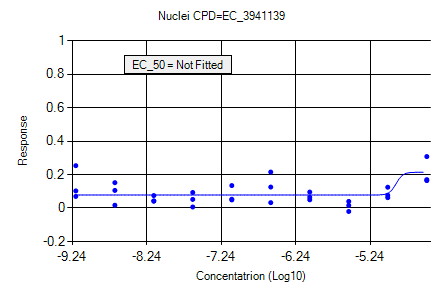 Nuclei CPD=EC_3941139
EC_50 = Not Fitted
Response
1
0.8
0.6
0.4
0.2
0
-0.2
-9.24 -8.24 -7.24 -6.24 -5.24
Concentatrion (Log10)